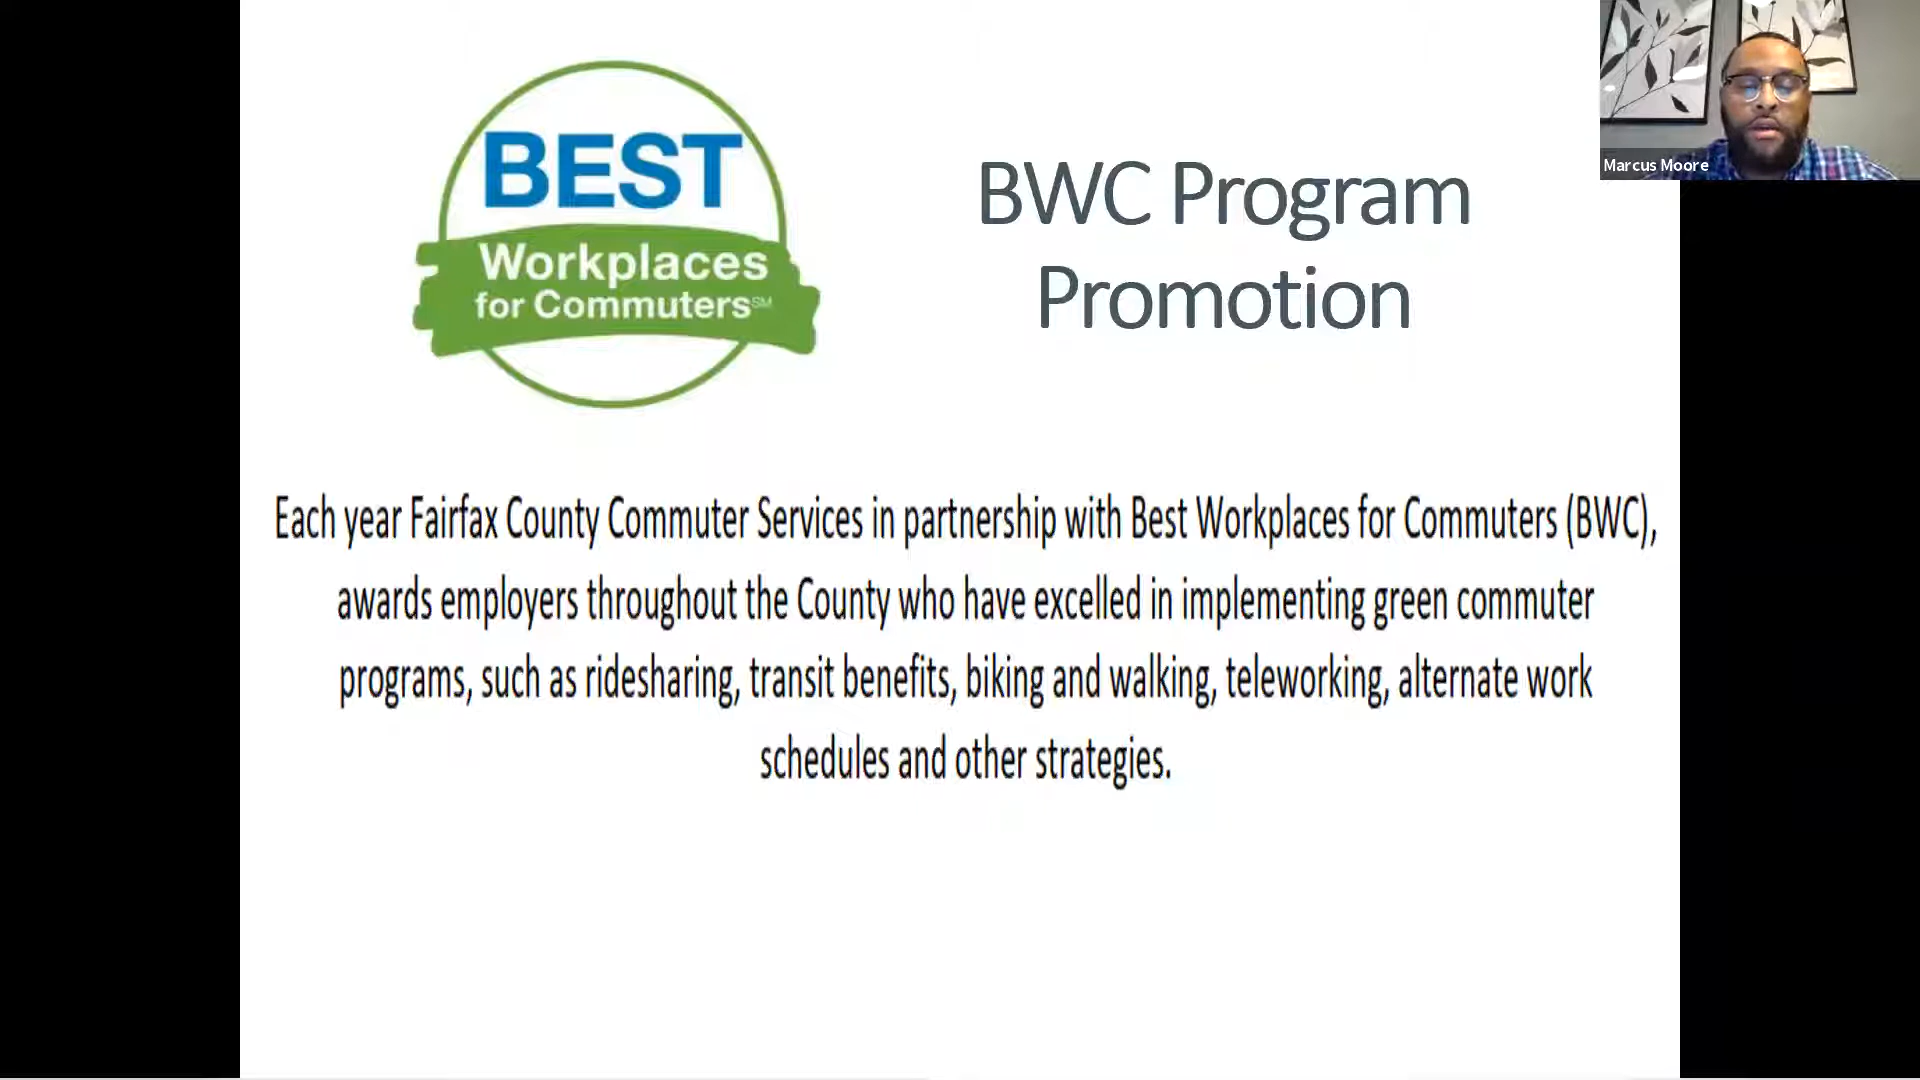 BEST
Workplaces
for Commuters℠
BWC Program
Promotion
Marcus Moore
Each year Fairfax County Commuter Services in partnership with Best Workplaces for Commuters (BWC),
awards employers throughout the County who have excelled in implementing green commuter
programs, such as ridesharing, transit benefits, biking and walking, teleworking, alternate work
schedules and other strategies.